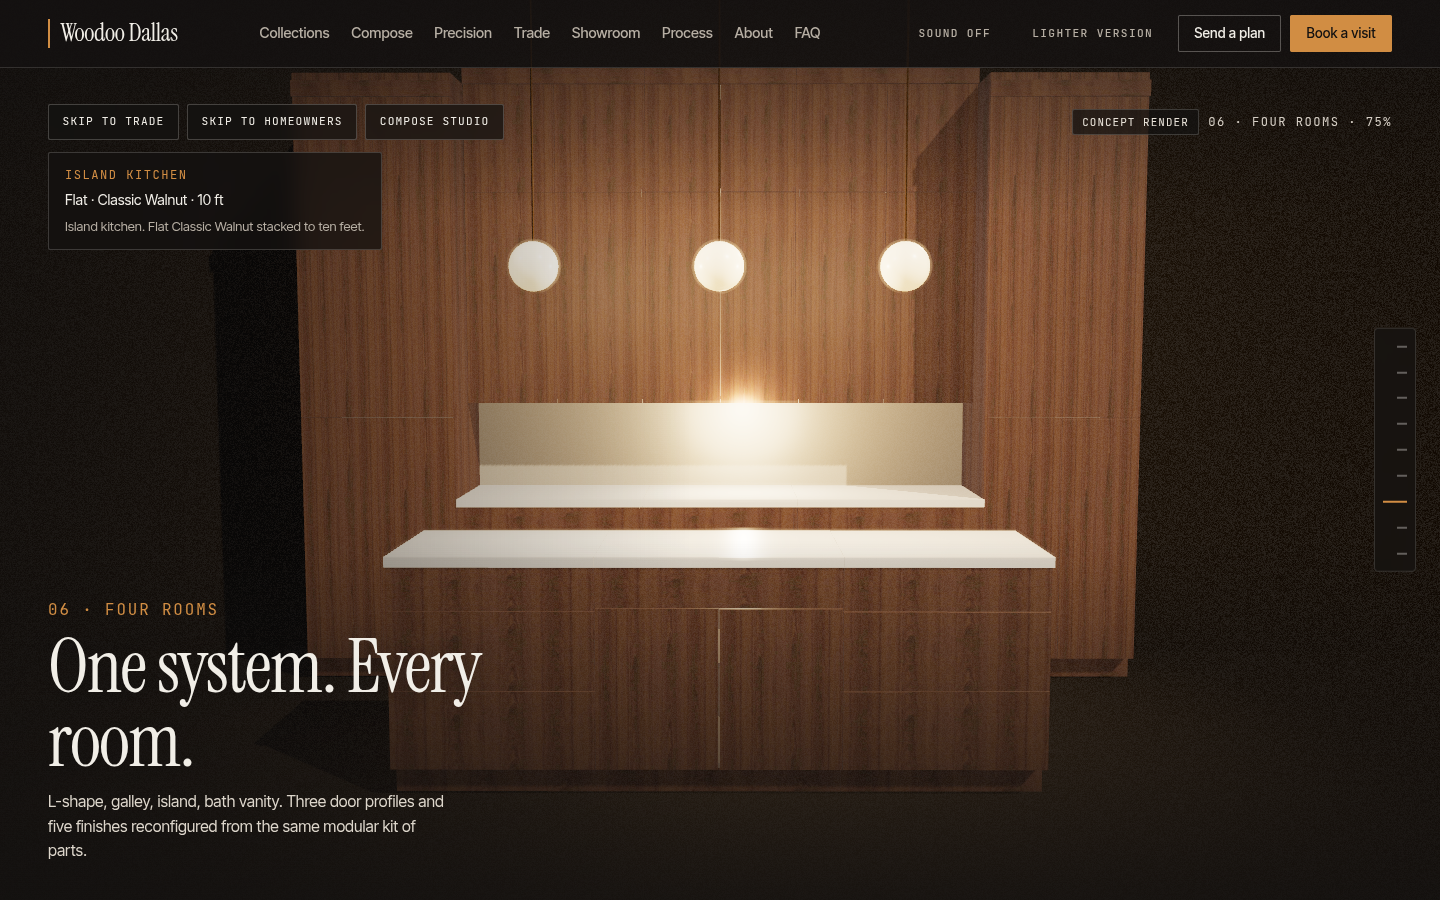 Woodoo Dallas
Collections Compose Precision Trade Showroom Process About FAQ
SOUND OFF LIGHTER VERSION Send a plan Book a visit
SKIP TO TRADE SKIP TO HOMEOWNERS COMPOSE STUDIO
CONCEPT RENDER 06 · FOUR ROOMS · 75%
ISLAND KITCHEN
Flat · Classic Walnut · 10 ft
Island kitchen. Flat Classic Walnut stacked to ten feet.
06 · FOUR ROOMS
One system. Every
room.
L-shape, galley, island, bath vanity. Three door profiles and
five finishes reconfigured from the same modular kit of
parts.